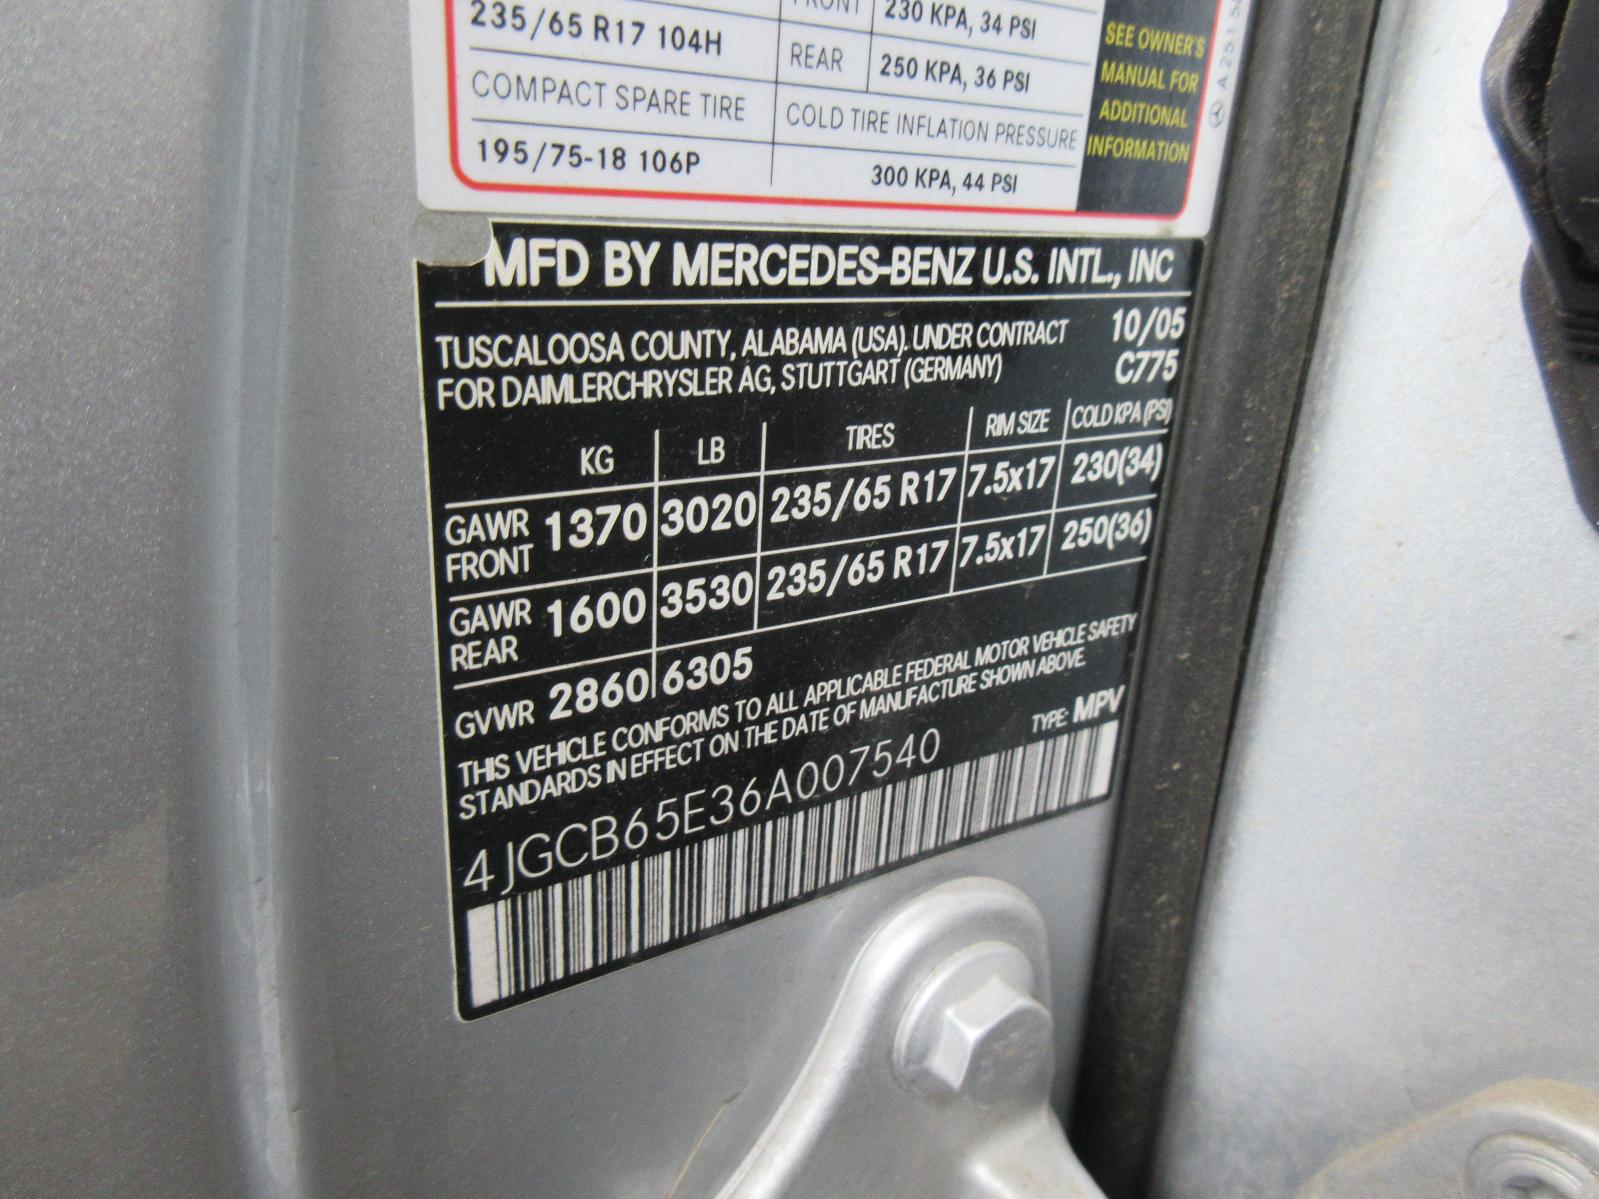 235/65 R17 104H
FRONT 230 KPA, 34 PSI
REAR 250 KPA, 36 PSI
COMPACT SPARE TIRE
COLD TIRE INFLATION PRESSURE
195/75-18 106P
300 KPA, 44 PSI
SEE OWNER'S
MANUAL FOR
ADDITIONAL
INFORMATION
A 251 58
MFD BY MERCEDES-BENZ U.S. INTL., INC
TUSCALOOSA COUNTY, ALABAMA (USA). UNDER CONTRACT 10/05
FOR DAIMLERCHRYSLER AG, STUTTGART (GERMANY) C775
KG LB TIRES RIM SIZE COLD KPA (PSI)
GAWR FRONT 1370 3020 235/65 R17 7.5x17 230(34)
GAWR REAR 1600 3530 235/65 R17 7.5x17 250(36)
GVWR 2860 6305
THIS VEHICLE CONFORMS TO ALL APPLICABLE FEDERAL MOTOR VEHICLE SAFETY
STANDARDS IN EFFECT ON THE DATE OF MANUFACTURE SHOWN ABOVE.
4JGCB65E36A007540 TYPE: MPV